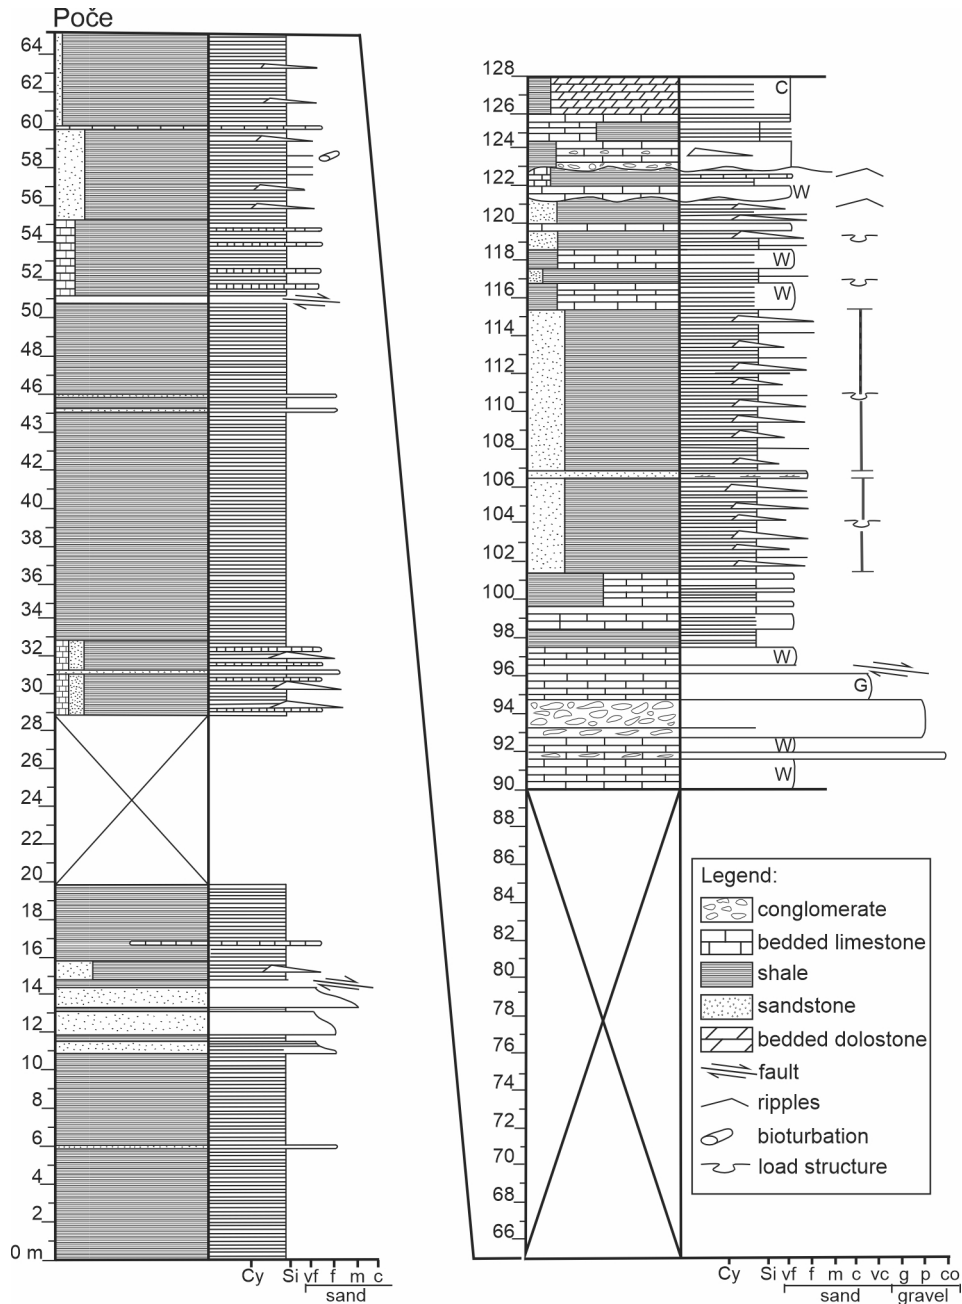 Poče
64
62
60
58
56
54
52
50
48
46
43
42
40
38
36
34
32
30
28
26
24
22
20
18
16
14
12
10
8
6
4
2
0 m
Cy Si vf f m c
sand
128
126
124
122
120
118
116
114
112
110
108
106
104
102
100
98
96
94
92
90
88
86
84
82
80
78
76
74
72
70
68
66
C
W
W
W
W
G
W
W
Legend:
conglomerate
bedded limestone
shale
sandstone
bedded dolostone
fault
ripples
bioturbation
load structure
Cy Si vf f m c vc g p co
sand gravel